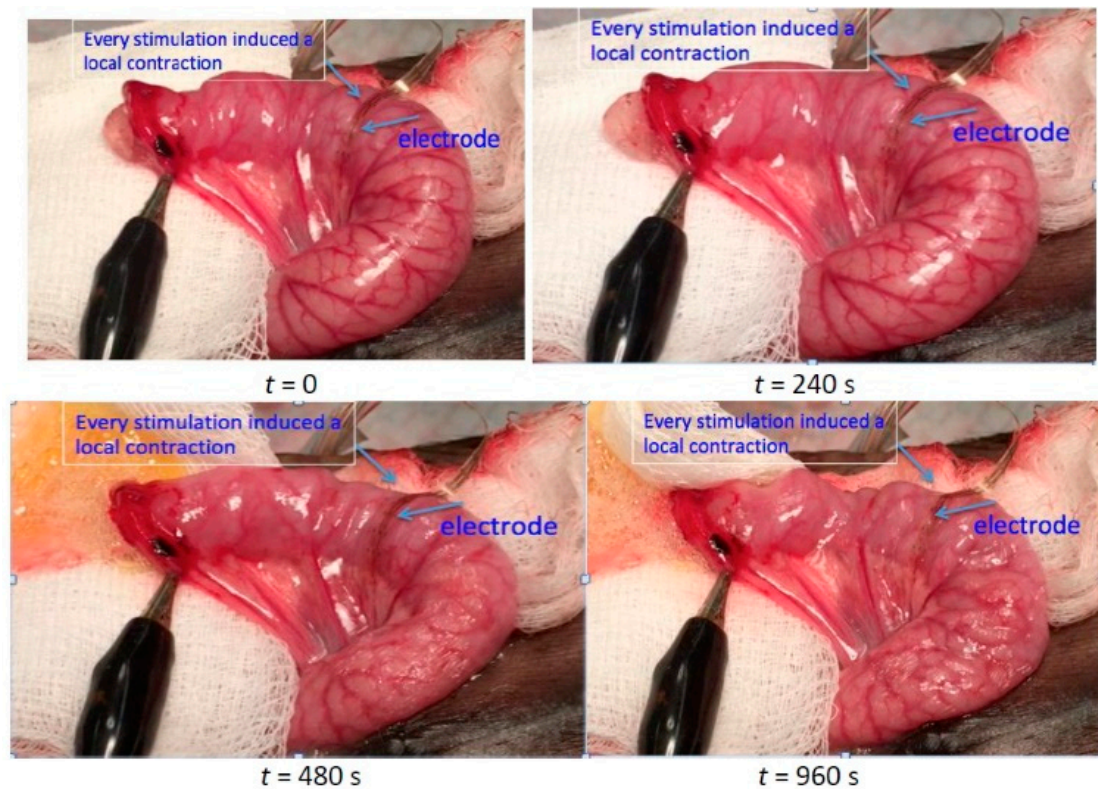 Every stimulation induced a
local contraction
electrode
Every stimulation induced a
local contraction
electrode
t = 0
t = 240 s
Every stimulation induced a
local contraction
electrode
Every stimulation induced a
local contraction
electrode
t = 480 s
t = 960 s